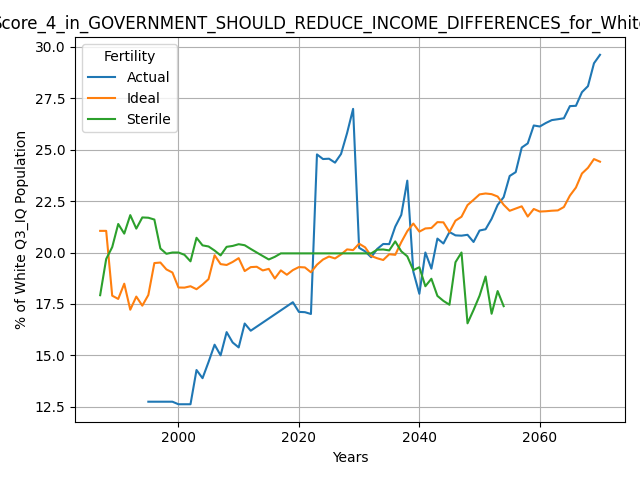 Score_4_in_GOVERNMENT_SHOULD_REDUCE_INCOME_DIFFERENCES_for_White
Fertility
Actual
Ideal
Sterile
% of White Q3_IQ Population
30.0
27.5
25.0
22.5
20.0
17.5
15.0
12.5
2000 2020 2040 2060
Years